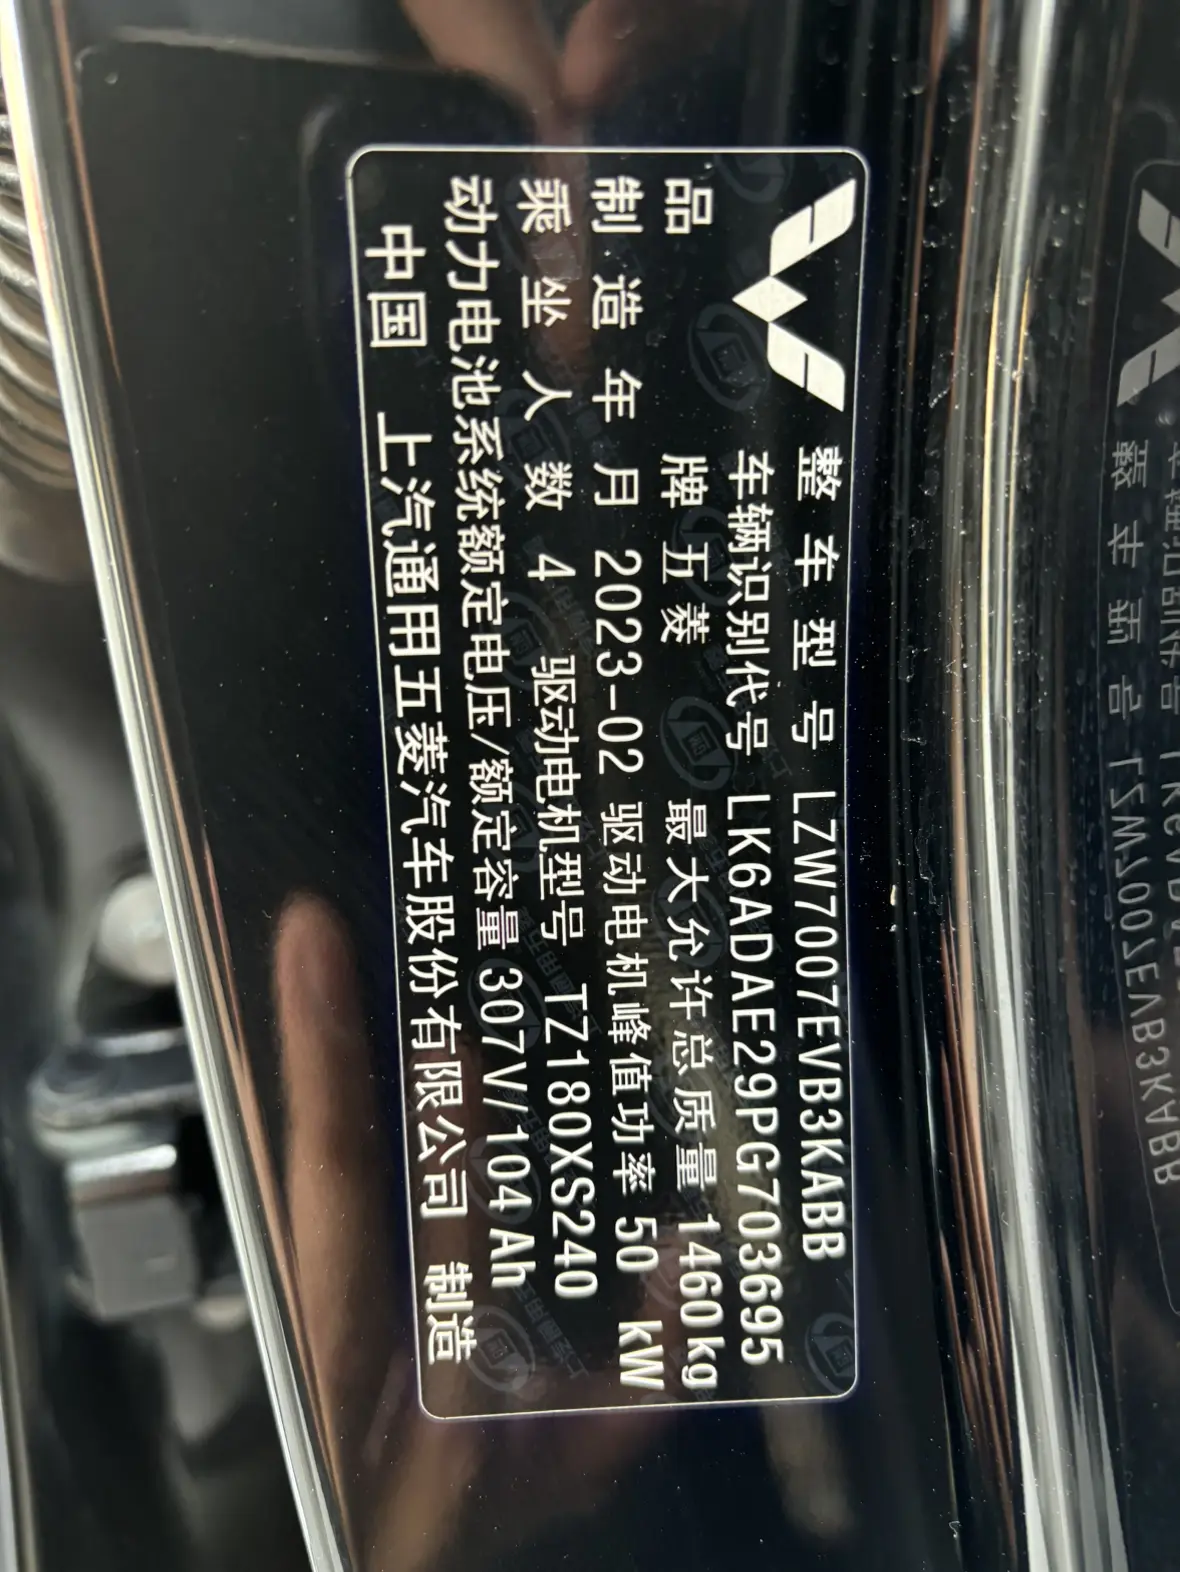 整车型号 LZW7007EVB3KABB
车辆识别代号 LK6ADAE29PG703695
品牌 五菱 最大允许总质量 1460kg
制造年月 2023-02 驱动电机峰值功率 50 kW
乘坐人数 4 驱动电机型号 TZ180XS240
动力电池系统额定电压/额定容量 307V/104Ah
中国 上汽通用五菱汽车股份有限公司 制造